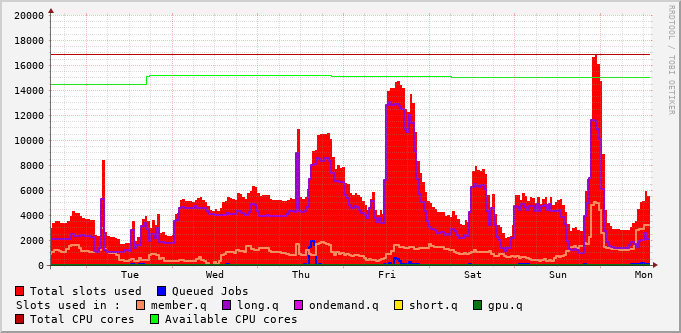 20000
18000
16000
14000
12000
10000
8000
6000
4000
2000
0
Tue Wed Thu Fri Sat Sun Mon
RRDTOOL / TOBI OETIKER
Total slots used Queued Jobs
Slots used in : member.q long.q ondemand.q short.q gpu.q
Total CPU cores Available CPU cores